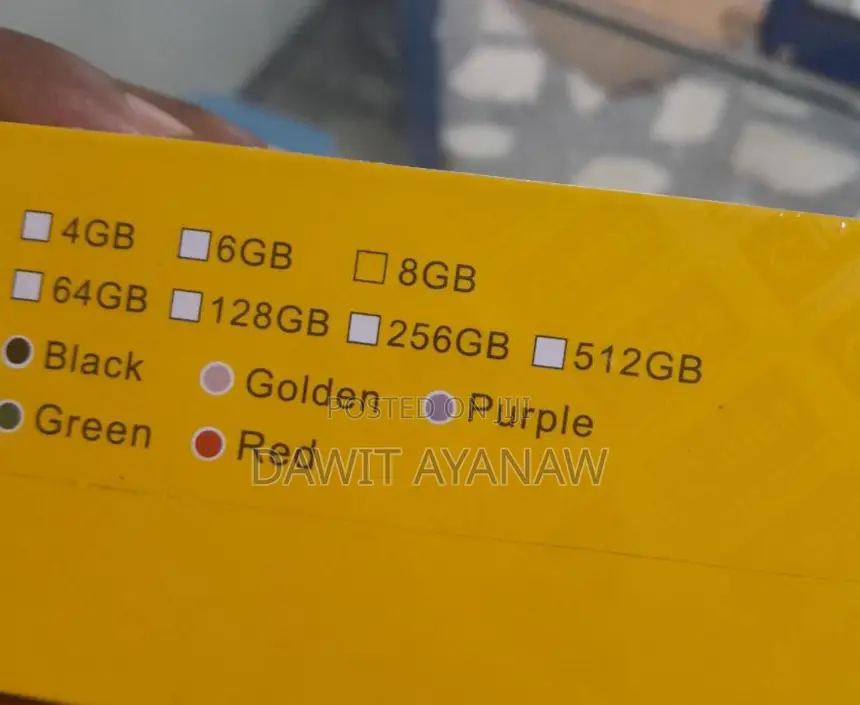 4GB 6GB 8GB
64GB 128GB 256GB 512GB
Black Golden Purple
Green Red
POSTED ON JIJI
DAWIT AYANAW